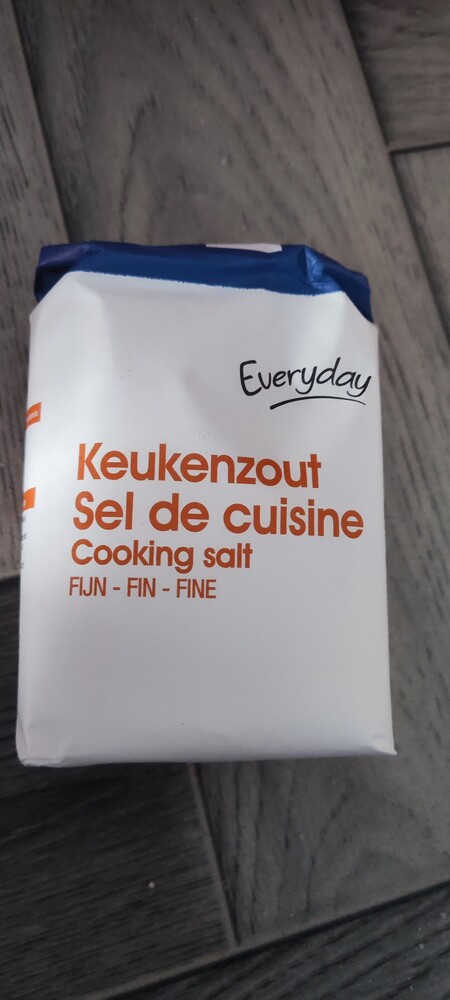 Everyday
Keukenzout
Sel de cuisine
Cooking salt
FIJN - FIN - FINE